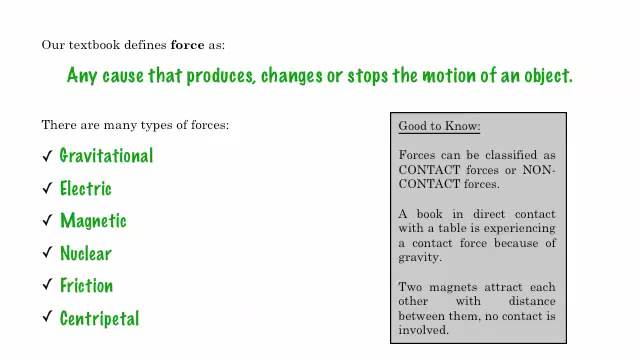 Our textbook defines force as:
Any cause that produces, changes or stops the motion of an object.
There are many types of forces:
✓ Gravitational
✓ Electric
✓ Magnetic
✓ Nuclear
✓ Friction
✓ Centripetal
Good to Know:
Forces can be classified as
CONTACT forces or NON-
CONTACT forces.
A book in direct contact
with a table is experiencing
a contact force because of
gravity.
Two magnets attract each
other with distance
between them, no contact is
involved.